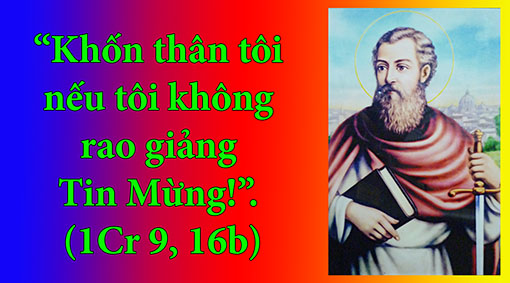 “Khốn thân tôi
nếu tôi không
rao giảng
Tin Mừng!”.
(1Cr 9, 16b)